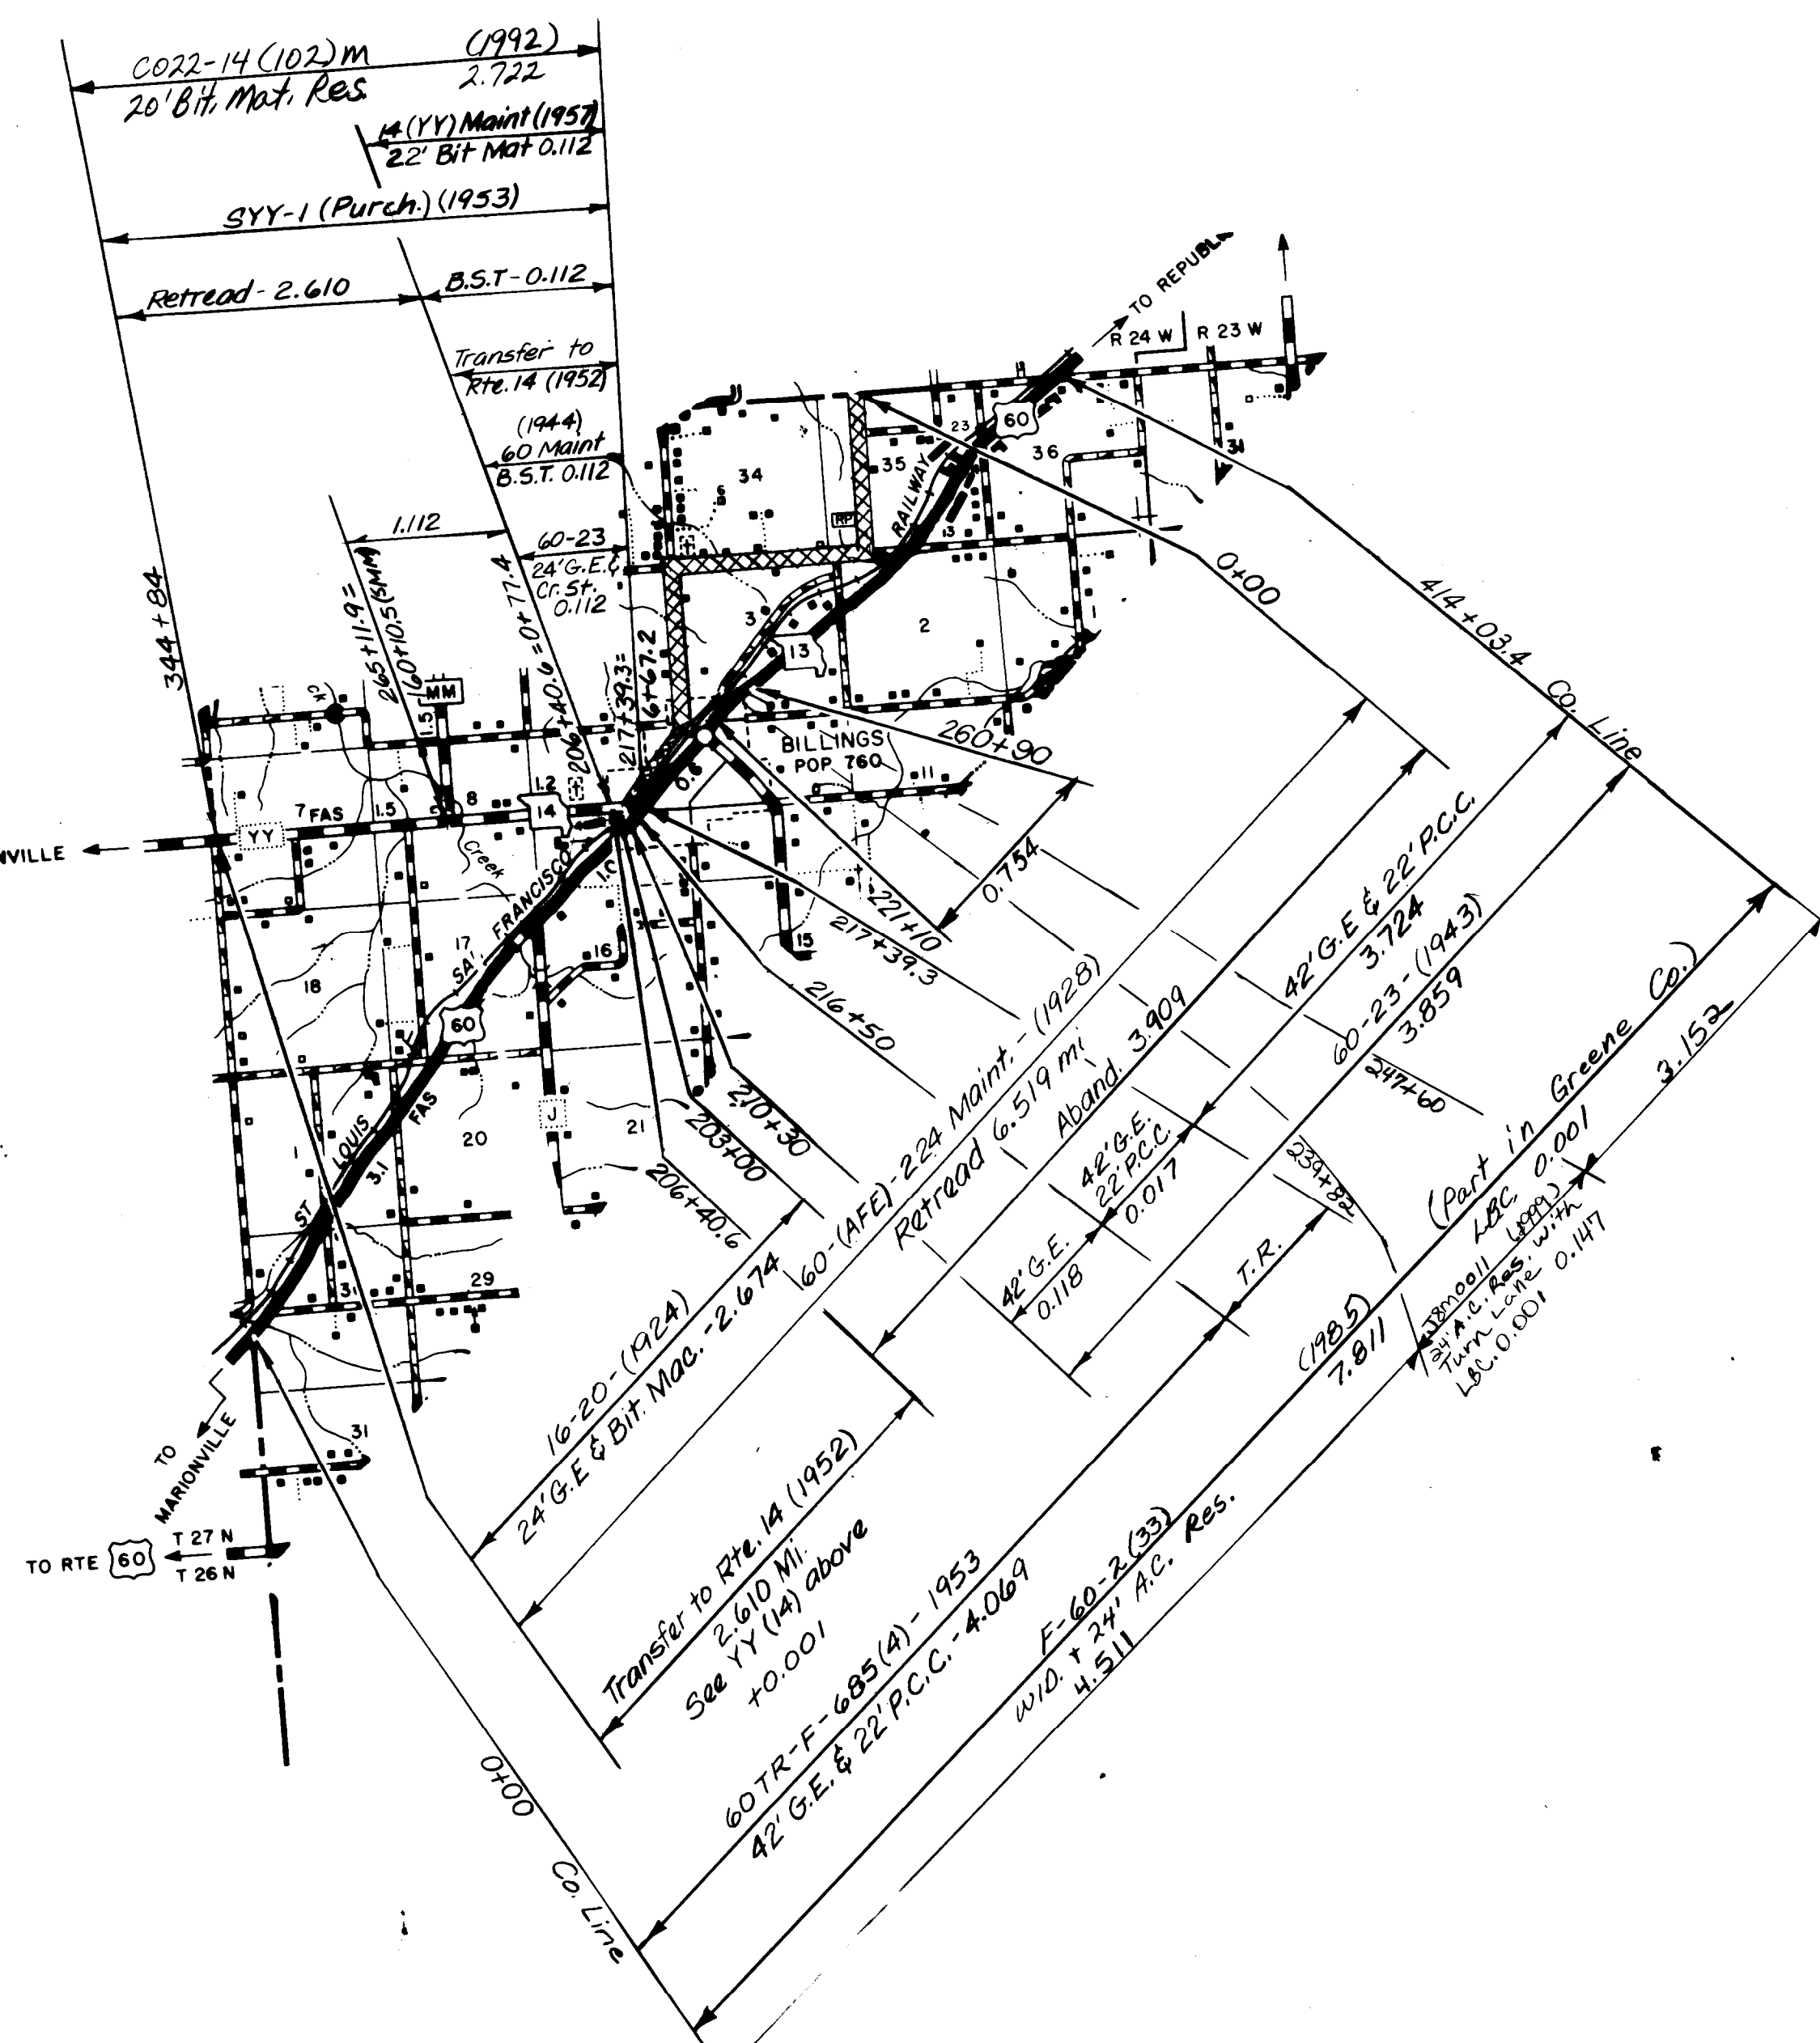 C022-14 (102) M (1992)
20' Bit. Mat. Res. 2.722
14 (YY) Maint (1957)
22' Bit Mat 0.112
SYY-1 (Purch.) (1953)
Retread - 2.610
B.S.T - 0.112
Transfer to
Rte. 14 (1952)
(1944)
60 Maint
B.S.T. 0.112
1.112
60-23
24' G.E. &
Cr. St.
0.112
344 + 84
265+11.9 =
160+10.5 (SMM)
206+40.6 = 0+77.4
217+39.3 =
6+67.2
TO REPUBL
R 24 W
R 23 W
34
35
36
31
23
60
RAILWAY
RP
13
6
3
2
1
13
MM
1.5
BILLINGS
POP 760
11
7 FAS
YY
1.5
8
1.2
14
NVILLE
Creek
FRANCISCO
1.0
SA
17
16
15
18
60
FAS
20
21
J
LOUIS
3.1
ST
29
31
TO
MARIONVILLE
TO RTE 60
T 27 N
T 26 N
0+00
414+03.4
Co. Line
260+90
0.754
221+10
217+39.3
216+50
210+30
203+00
206+40.6
16-20-(1924)
24' G.E & Bit. Mac. - 2.674
60-(AFE)-224 Maint. - (1928)
Retread 6.519 mi
Aband. 3.909
42' G.E & 22' P.C.C.
3.724
42' G.E.
22' P.C.C.
0.017
42' G.E.
0.118
60-23-(1943)
3.859
247+60
239+82
T.R.
Transfer to Rte. 14 (1952)
2.610 Mi.
See YY (14) above
+0.001
60TR-F-685(4)-1953
42' G.E. & 22' P.C.C. - 4.069
F-60-2(33) (1985) (Part in Greene Co.)
WID. + 24' A.C. Res. 7.811 LBC. 0.001
4.511
J8M0011 (1999)
24' A.C. Res. with
Turn Lane 0.147
LBC. 0.001
3.152
0+00
Co. Line